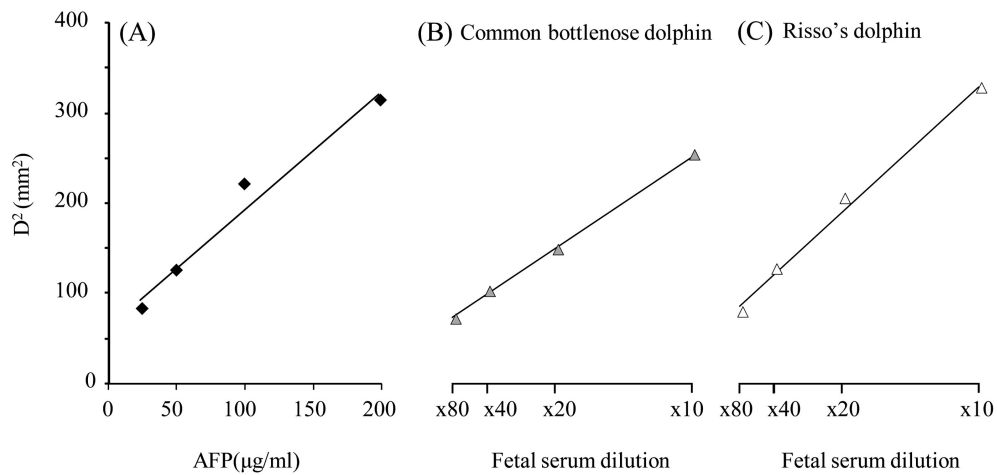 (A)
(B) Common bottlenose dolphin
(C) Risso’s dolphin
D² (mm²)
400
300
200
100
0
0 50 100 150 200
x80 x40 x20 x10
x80 x40 x20 x10
AFP(μg/ml)
Fetal serum dilution
Fetal serum dilution